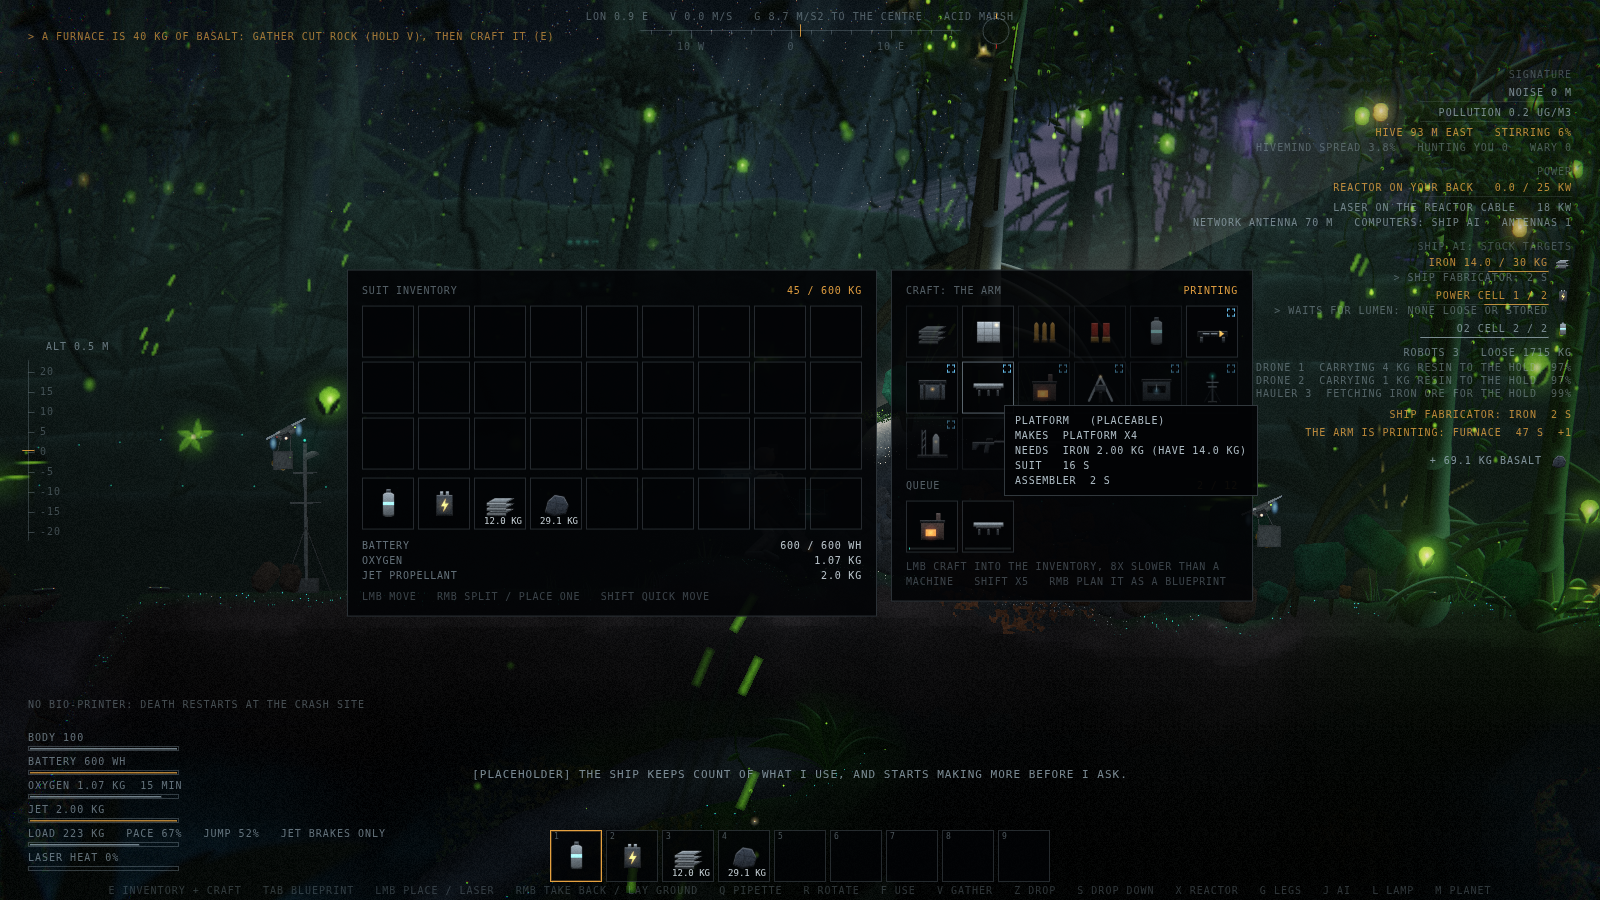 LON 0.9 E V 0.0 M/S G 8.7 M/S2 TO THE CENTRE ACID MARSH
> A FURNACE IS 40 KG OF BASALT: GATHER CUT ROCK (HOLD V), THEN CRAFT IT (E)
10 W 0 10 E
SIGNATURE
NOISE 0 M
POLLUTION 0.2 UG/M3
HIVE 93 M EAST STIRRING 6%
HIVEMIND SPREAD 3.8% HUNTING YOU 0 WARY 0
POWER
REACTOR ON YOUR BACK 0.0 / 25 KW
LASER ON THE REACTOR CABLE 18 KW
NETWORK ANTENNA 70 M COMPUTERS: SHIP AI ANTENNAS 1
SHIP AI: STOCK TARGETS
IRON 14.0 / 30 KG
> SHIP FABRICATOR: 2 S
POWER CELL 1 / 2
> WAITS FOR LUMEN: NONE LOOSE OR STORED
O2 CELL 2 / 2
ROBOTS 3 LOOSE 1715 KG
DRONE 1 CARRYING 4 KG RESIN TO THE HOLD 97%
DRONE 2 CARRYING 1 KG RESIN TO THE HOLD 97%
HAULER 3 FETCHING IRON ORE FOR THE HOLD 99%
SHIP FABRICATOR: IRON 2 S
THE ARM IS PRINTING: FURNACE 47 S +1
+ 69.1 KG BASALT
ALT 0.5 M
20
15
10
5
0
-5
-10
-15
-20
SUIT INVENTORY 45 / 600 KG
12.0 KG 29.1 KG
BATTERY 600 / 600 WH
OXYGEN 1.07 KG
JET PROPELLANT 2.0 KG
LMB MOVE RMB SPLIT / PLACE ONE SHIFT QUICK MOVE
CRAFT: THE ARM PRINTING
PLATFORM (PLACEABLE)
MAKES PLATFORM X4
NEEDS IRON 2.00 KG (HAVE 14.0 KG)
SUIT 16 S
ASSEMBLER 2 S
QUEUE
LMB CRAFT INTO THE INVENTORY, 8X SLOWER THAN A
MACHINE SHIFT X5 RMB PLAN IT AS A BLUEPRINT
NO BIO-PRINTER: DEATH RESTARTS AT THE CRASH SITE
BODY 100
BATTERY 600 WH
OXYGEN 1.07 KG 15 MIN
JET 2.00 KG
LOAD 223 KG PACE 67% JUMP 52% JET BRAKES ONLY
LASER HEAT 0%
[PLACEHOLDER] THE SHIP KEEPS COUNT OF WHAT I USE, AND STARTS MAKING MORE BEFORE I ASK.
1 2 3 4 5 6 7 8 9
12.0 KG 29.1 KG
E INVENTORY + CRAFT TAB BLUEPRINT LMB PLACE / LASER RMB TAKE BACK / LAY GROUND Q PIPETTE R ROTATE F USE V GATHER Z DROP S DROP DOWN X REACTOR G LEGS J AI L LAMP M PLANET